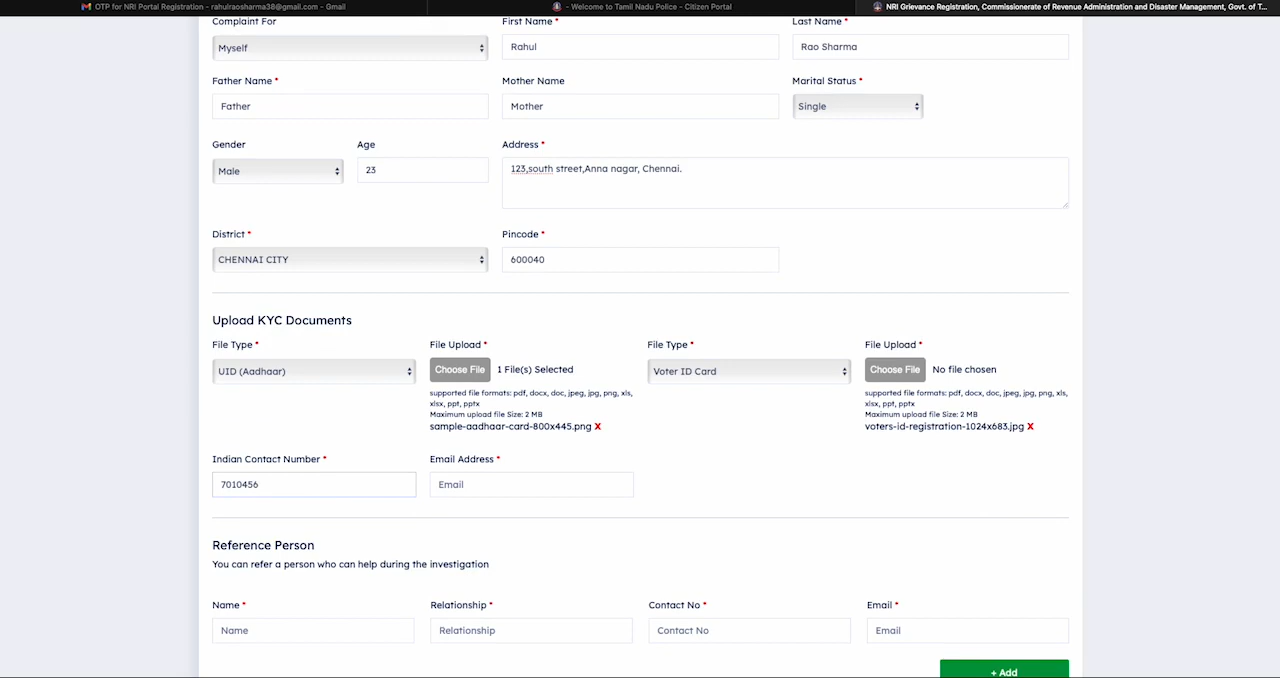 OTP for NRI Portal Registration - rahulraosharma38@gmail.com - Gmail
- Welcome to Tamil Nadu Police - Citizen Portal
NRI Grievance Registration, Commissionerate of Revenue Administration and Disaster Management, Govt. of T...
Complaint For
First Name *
Last Name *
Myself
Rahul
Rao Sharma
Father Name *
Mother Name
Marital Status *
Father
Mother
Single
Gender
Age
Address *
Male
23
123,south street,Anna nagar, Chennai.
District *
Pincode *
CHENNAI CITY
600040
Upload KYC Documents
File Type *
File Upload *
File Type *
File Upload *
UID (Aadhaar)
Choose File 1 File(s) Selected
Voter ID Card
Choose File No file chosen
supported file formats: pdf, docx, doc, jpeg, jpg, png, xls,
xlsx, ppt, pptx
Maximum upload file Size: 2 MB
sample-aadhaar-card-800x445.png X
supported file formats: pdf, docx, doc, jpeg, jpg, png, xls,
xlsx, ppt, pptx
Maximum upload file Size: 2 MB
voters-id-registration-1024x683.jpg X
Indian Contact Number *
Email Address *
7010456
Email
Reference Person
You can refer a person who can help during the investigation
Name *
Relationship *
Contact No *
Email *
Name
Relationship
Contact No
Email
+ Add